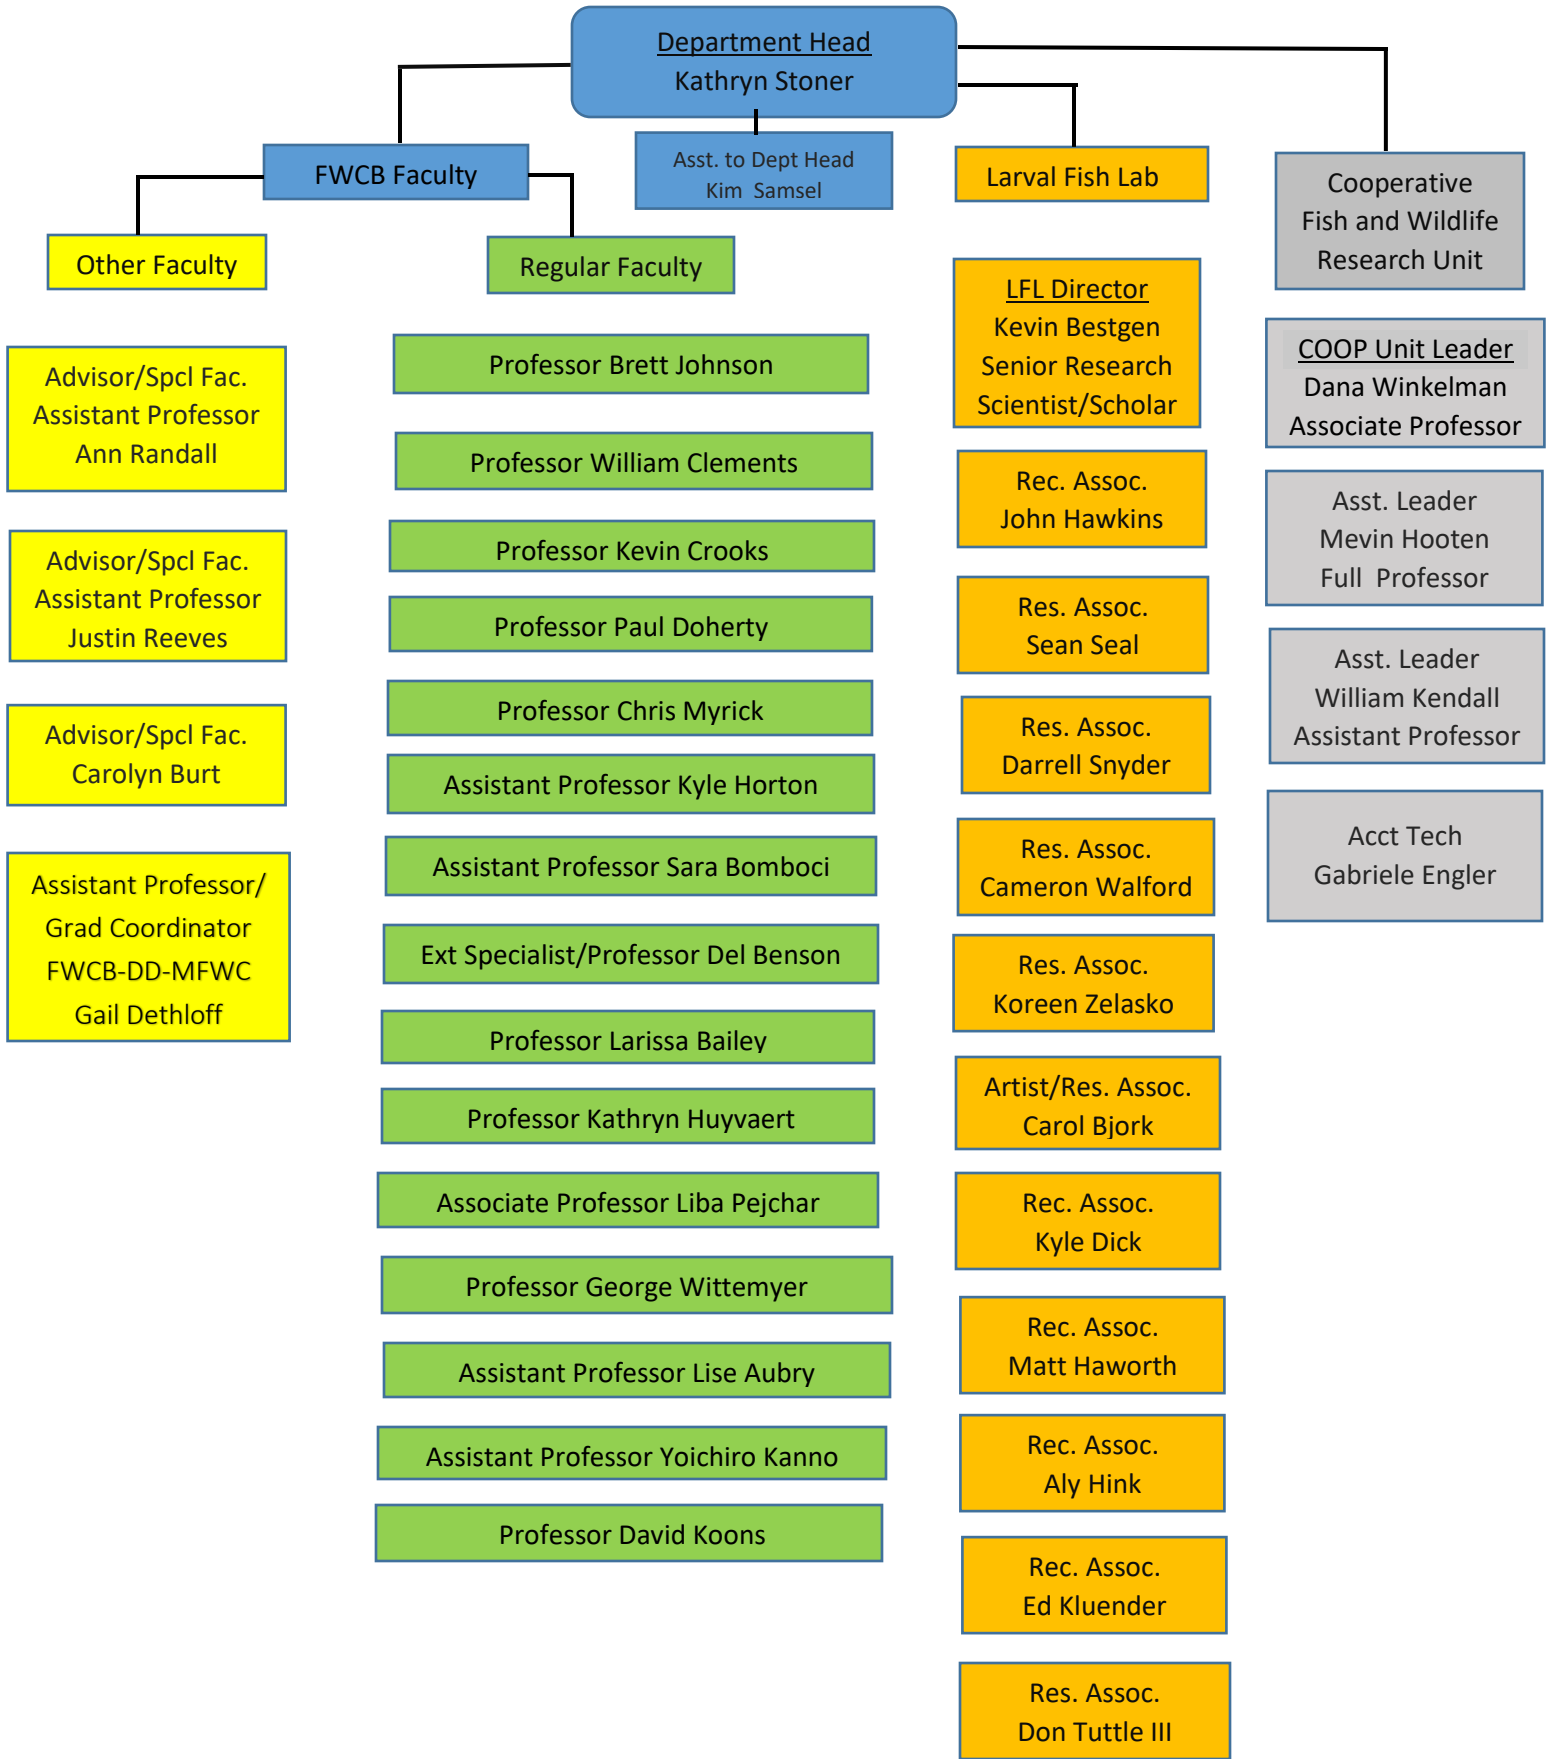 Department Head
Kathryn Stoner
FWCB Faculty
Asst. to Dept Head
Kim Samsel
Larval Fish Lab
Cooperative
Fish and Wildlife
Research Unit
Other Faculty
Regular Faculty
Advisor/Spcl Fac.
Assistant Professor
Ann Randall
Advisor/Spcl Fac.
Assistant Professor
Justin Reeves
Advisor/Spcl Fac.
Carolyn Burt
Assistant Professor/
Grad Coordinator
FWCB-DD-MFWC
Gail Dethloff
Professor Brett Johnson
Professor William Clements
Professor Kevin Crooks
Professor Paul Doherty
Professor Chris Myrick
Assistant Professor Kyle Horton
Assistant Professor Sara Bomboci
Ext Specialist/Professor Del Benson
Professor Larissa Bailey
Professor Kathryn Huyvaert
Associate Professor Liba Pejchar
Professor George Wittemyer
Assistant Professor Lise Aubry
Assistant Professor Yoichiro Kanno
Professor David Koons
LFL Director
Kevin Bestgen
Senior Research
Scientist/Scholar
Rec. Assoc.
John Hawkins
Res. Assoc.
Sean Seal
Res. Assoc.
Darrell Snyder
Res. Assoc.
Cameron Walford
Res. Assoc.
Koreen Zelasko
Artist/Res. Assoc.
Carol Bjork
Rec. Assoc.
Kyle Dick
Rec. Assoc.
Matt Haworth
Rec. Assoc.
Aly Hink
Rec. Assoc.
Ed Kluender
Res. Assoc.
Don Tuttle III
COOP Unit Leader
Dana Winkelman
Associate Professor
Asst. Leader
Mevin Hooten
Full Professor
Asst. Leader
William Kendall
Assistant Professor
Acct Tech
Gabriele Engler